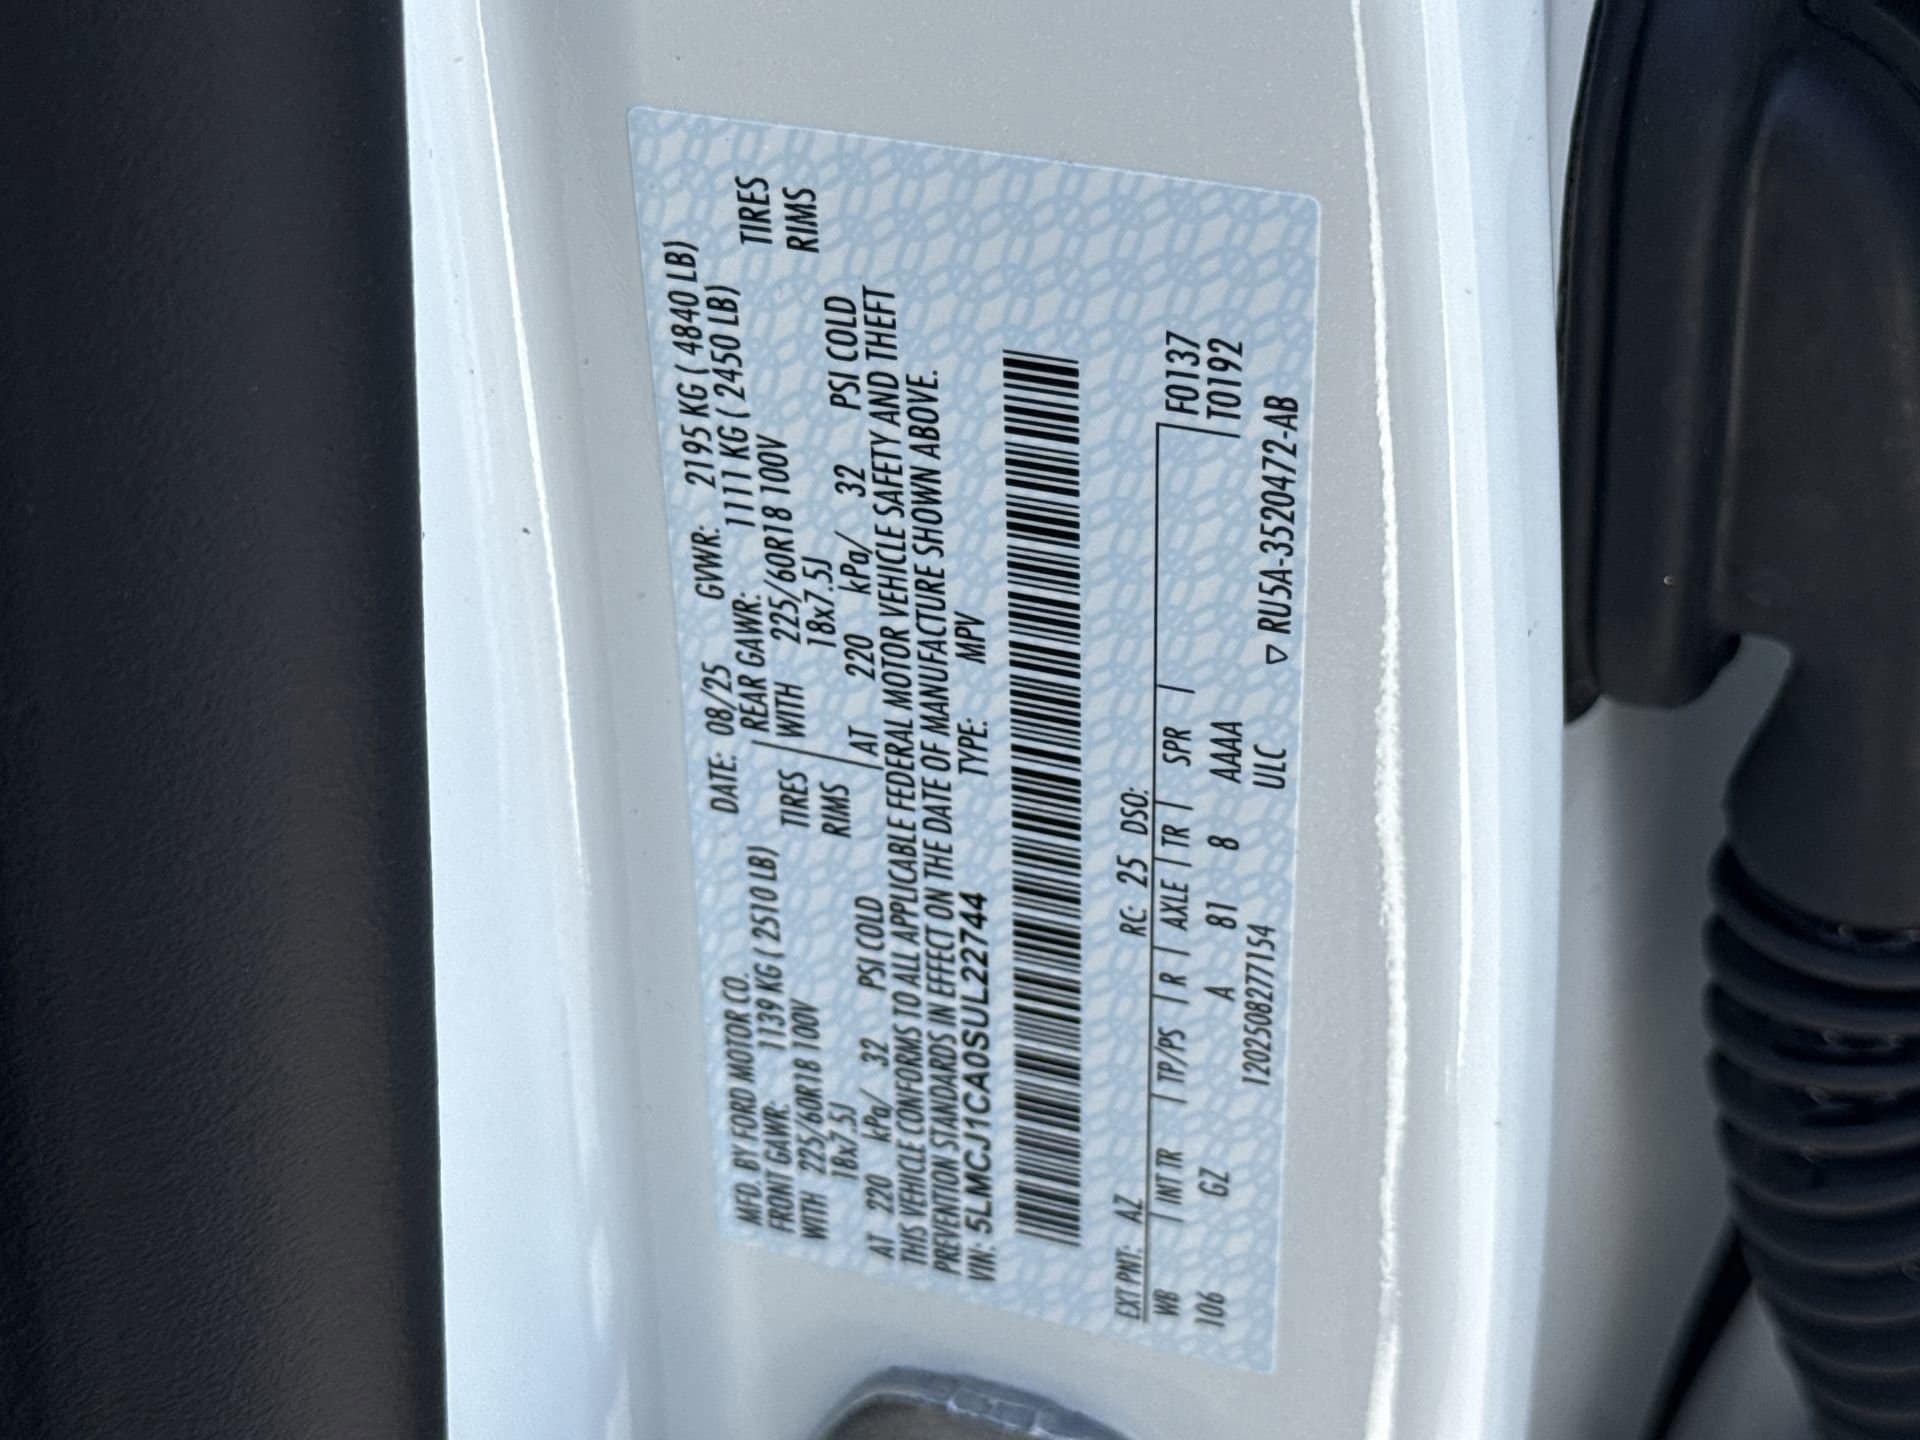 MFD. BY FORD MOTOR CO. DATE: 08/25 GVWR: 2195 KG ( 4840 LB)
FRONT GAWR: 1139 KG ( 2510 LB) REAR GAWR: 1111 KG ( 2450 LB)
WITH 225/60R18 100V TIRES WITH 225/60R18 100V TIRES
18x7.5J RIMS 18x7.5J RIMS
AT 220 kPa/ 32 PSI COLD AT 220 kPa/ 32 PSI COLD
THIS VEHICLE CONFORMS TO ALL APPLICABLE FEDERAL MOTOR VEHICLE SAFETY AND THEFT
PREVENTION STANDARDS IN EFFECT ON THE DATE OF MANUFACTURE SHOWN ABOVE.
VIN: 5LMCJ1CA0SUL22744 TYPE: MPV
EXT PNT: AZ RC: 25 DSO:
WB | INT TR | TP/PS | R | AXLE | TR | SPR | F0137
106 GZ A 81 8 AAAA T0192
1202508277154 ULC ▽ RU5A-3520472-AB